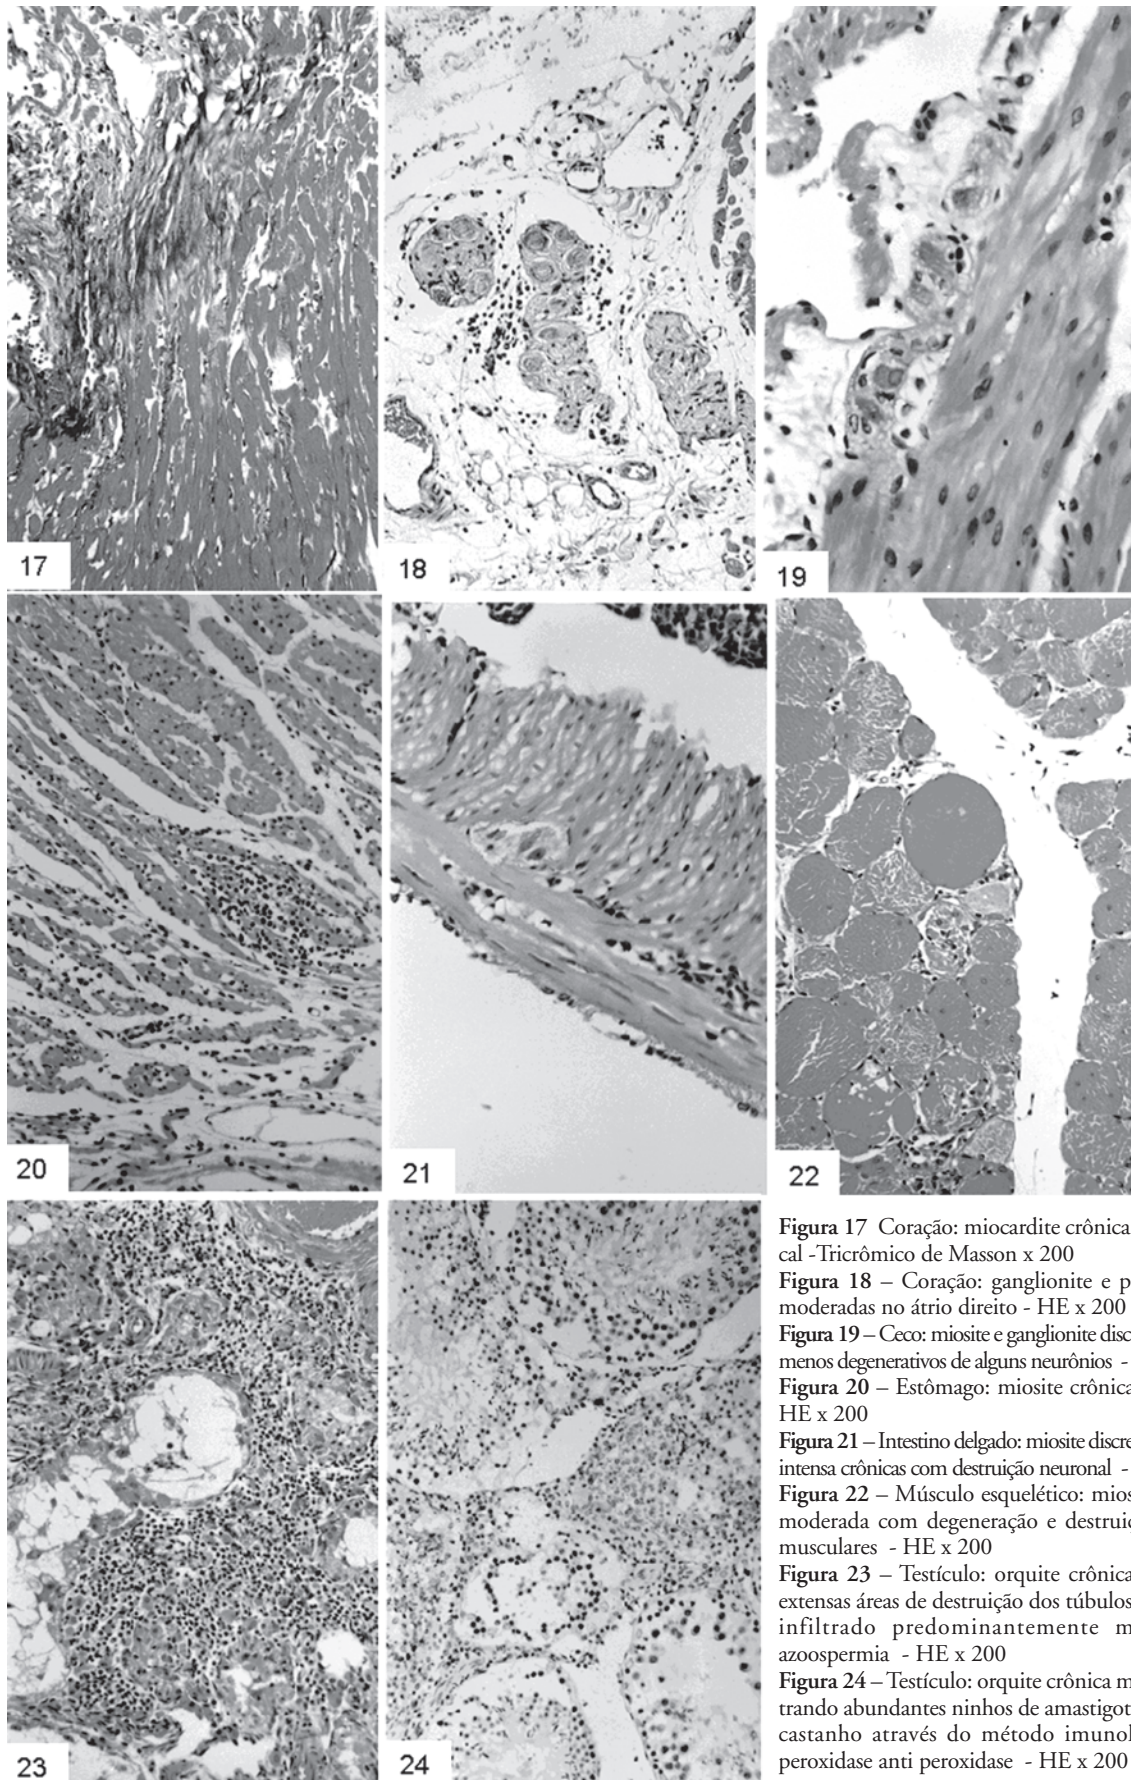 17
18
19
20
21
22
23
24
Figura 17 Coração: miocardite crônica
cal -Tricrômico de Masson x 200
Figura 18 – Coração: ganglionite e p
moderadas no átrio direito - HE x 200
Figura 19 – Ceco: miosite e ganglionite disc
menos degenerativos de alguns neurônios -
Figura 20 – Estômago: miosite crônica
HE x 200
Figura 21 – Intestino delgado: miosite discre
intensa crônicas com destruição neuronal -
Figura 22 – Músculo esquelético: mios
moderada com degeneração e destruiç
musculares - HE x 200
Figura 23 – Testículo: orquite crônica
extensas áreas de destruição dos túbulos
infiltrado predominantemente m
azoospermia - HE x 200
Figura 24 – Testículo: orquite crônica m
trando abundantes ninhos de amastigot
castanho através do método imunol
peroxidase anti peroxidase - HE x 200